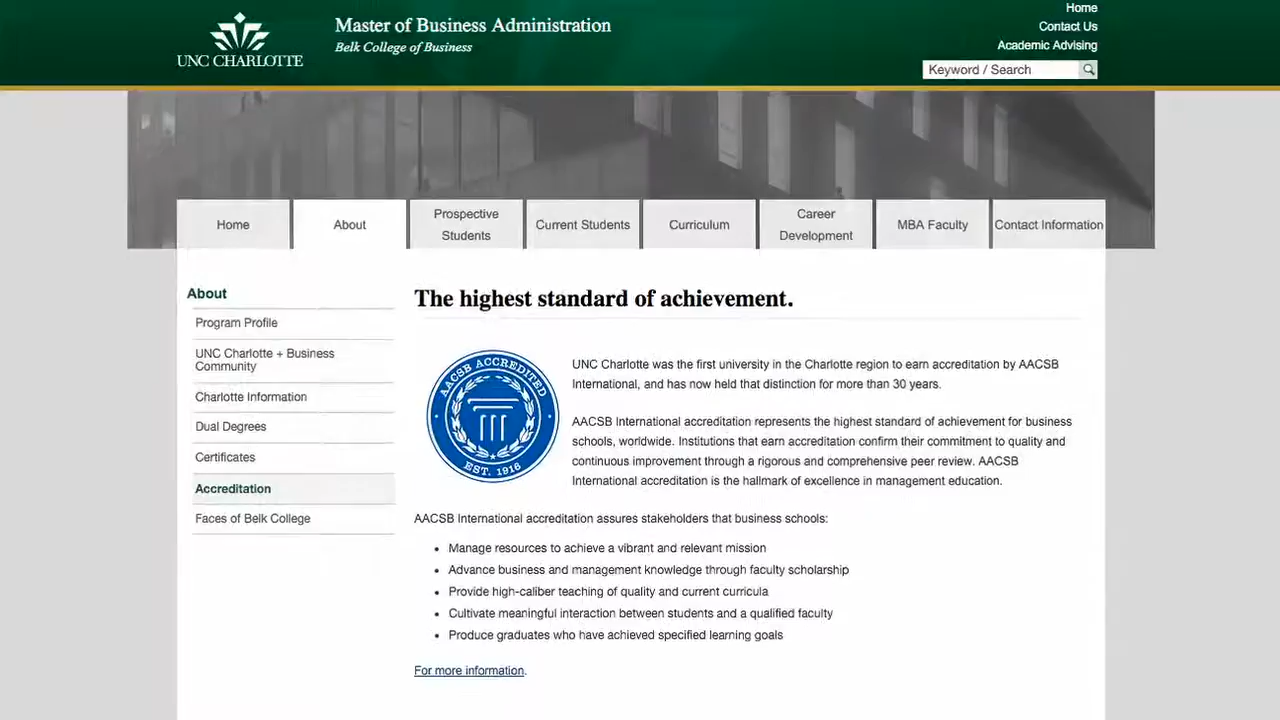 UNC CHARLOTTE
Master of Business Administration
Belk College of Business
Home
Contact Us
Academic Advising
Keyword / Search
Home
About
Prospective
Students
Current Students
Curriculum
Career
Development
MBA Faculty
Contact Information
About
Program Profile
UNC Charlotte + Business
Community
Charlotte Information
Dual Degrees
Certificates
Accreditation
Faces of Belk College
The highest standard of achievement.
AACSB ACCREDITED
EST. 1916
UNC Charlotte was the first university in the Charlotte region to earn accreditation by AACSB
International, and has now held that distinction for more than 30 years.
AACSB International accreditation represents the highest standard of achievement for business
schools, worldwide. Institutions that earn accreditation confirm their commitment to quality and
continuous improvement through a rigorous and comprehensive peer review. AACSB
International accreditation is the hallmark of excellence in management education.
AACSB International accreditation assures stakeholders that business schools:
• Manage resources to achieve a vibrant and relevant mission
• Advance business and management knowledge through faculty scholarship
• Provide high-caliber teaching of quality and current curricula
• Cultivate meaningful interaction between students and a qualified faculty
• Produce graduates who have achieved specified learning goals
For more information.